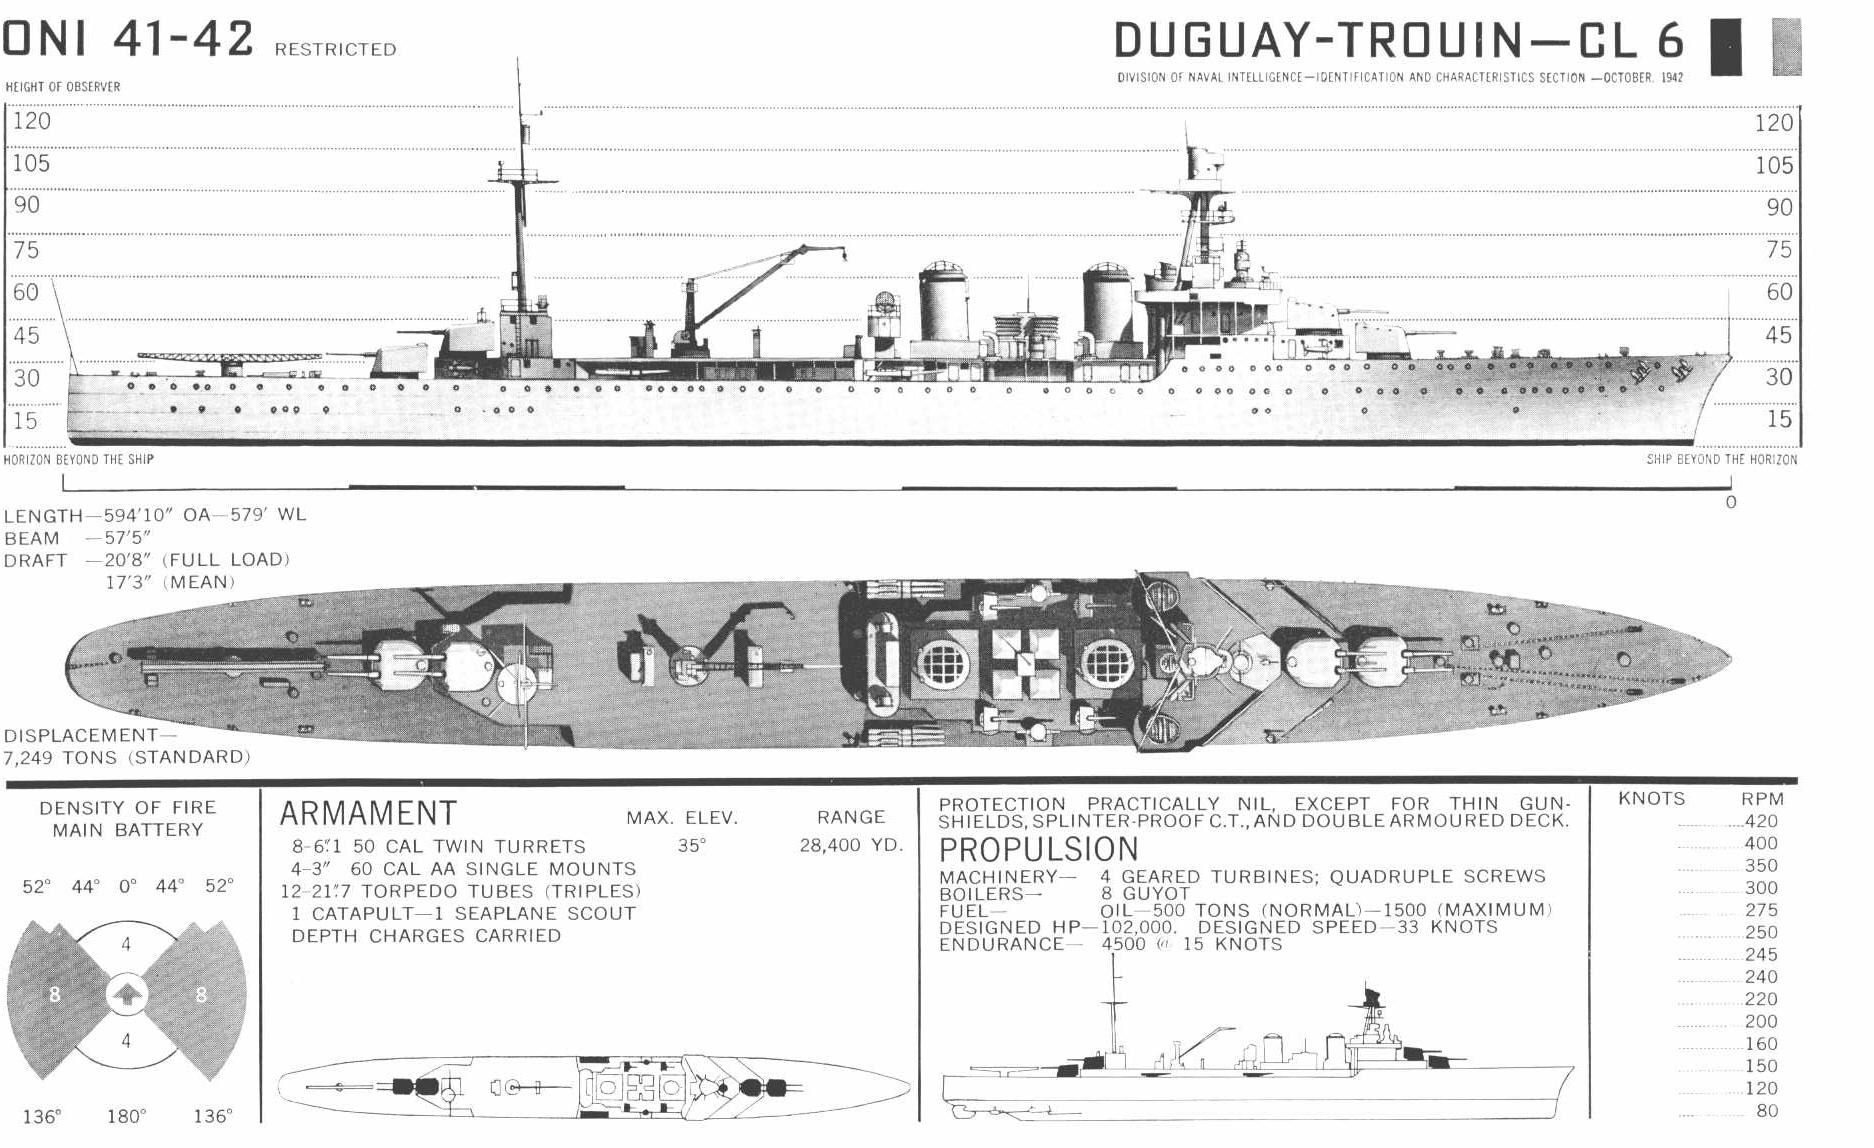 ONI 41-42 RESTRICTED
DUGUAY-TROUIN—CL 6
DIVISION OF NAVAL INTELLIGENCE—IDENTIFICATION AND CHARACTERISTICS SECTION —OCTOBER, 1942
HEIGHT OF OBSERVER
120 120
105 105
90 90
75 75
60 60
45 45
30 30
15 15
HORIZON BEYOND THE SHIP
SHIP BEYOND THE HORIZON
0
LENGTH—594'10" OA—579' WL
BEAM —57'5"
DRAFT —20'8" (FULL LOAD)
17'3" (MEAN)
DISPLACEMENT—
7,249 TONS (STANDARD)
DENSITY OF FIRE
MAIN BATTERY
52° 44° 0° 44° 52°
4
8 8
4
136° 180° 136°
ARMAMENT MAX. ELEV. RANGE
8-6"1 50 CAL TWIN TURRETS 35° 28,400 YD.
4-3" 60 CAL AA SINGLE MOUNTS
12-21"7 TORPEDO TUBES (TRIPLES)
1 CATAPULT—1 SEAPLANE SCOUT
DEPTH CHARGES CARRIED
PROTECTION PRACTICALLY NIL, EXCEPT FOR THIN GUN-
SHIELDS, SPLINTER-PROOF C.T., AND DOUBLE ARMOURED DECK.
PROPULSION
MACHINERY— 4 GEARED TURBINES; QUADRUPLE SCREWS
BOILERS— 8 GUYOT
FUEL— OIL—500 TONS (NORMAL)—1500 (MAXIMUM)
DESIGNED HP—102,000. DESIGNED SPEED—33 KNOTS
ENDURANCE— 4500 @ 15 KNOTS
KNOTS RPM
420
400
350
300
275
250
245
240
220
200
160
150
120
80